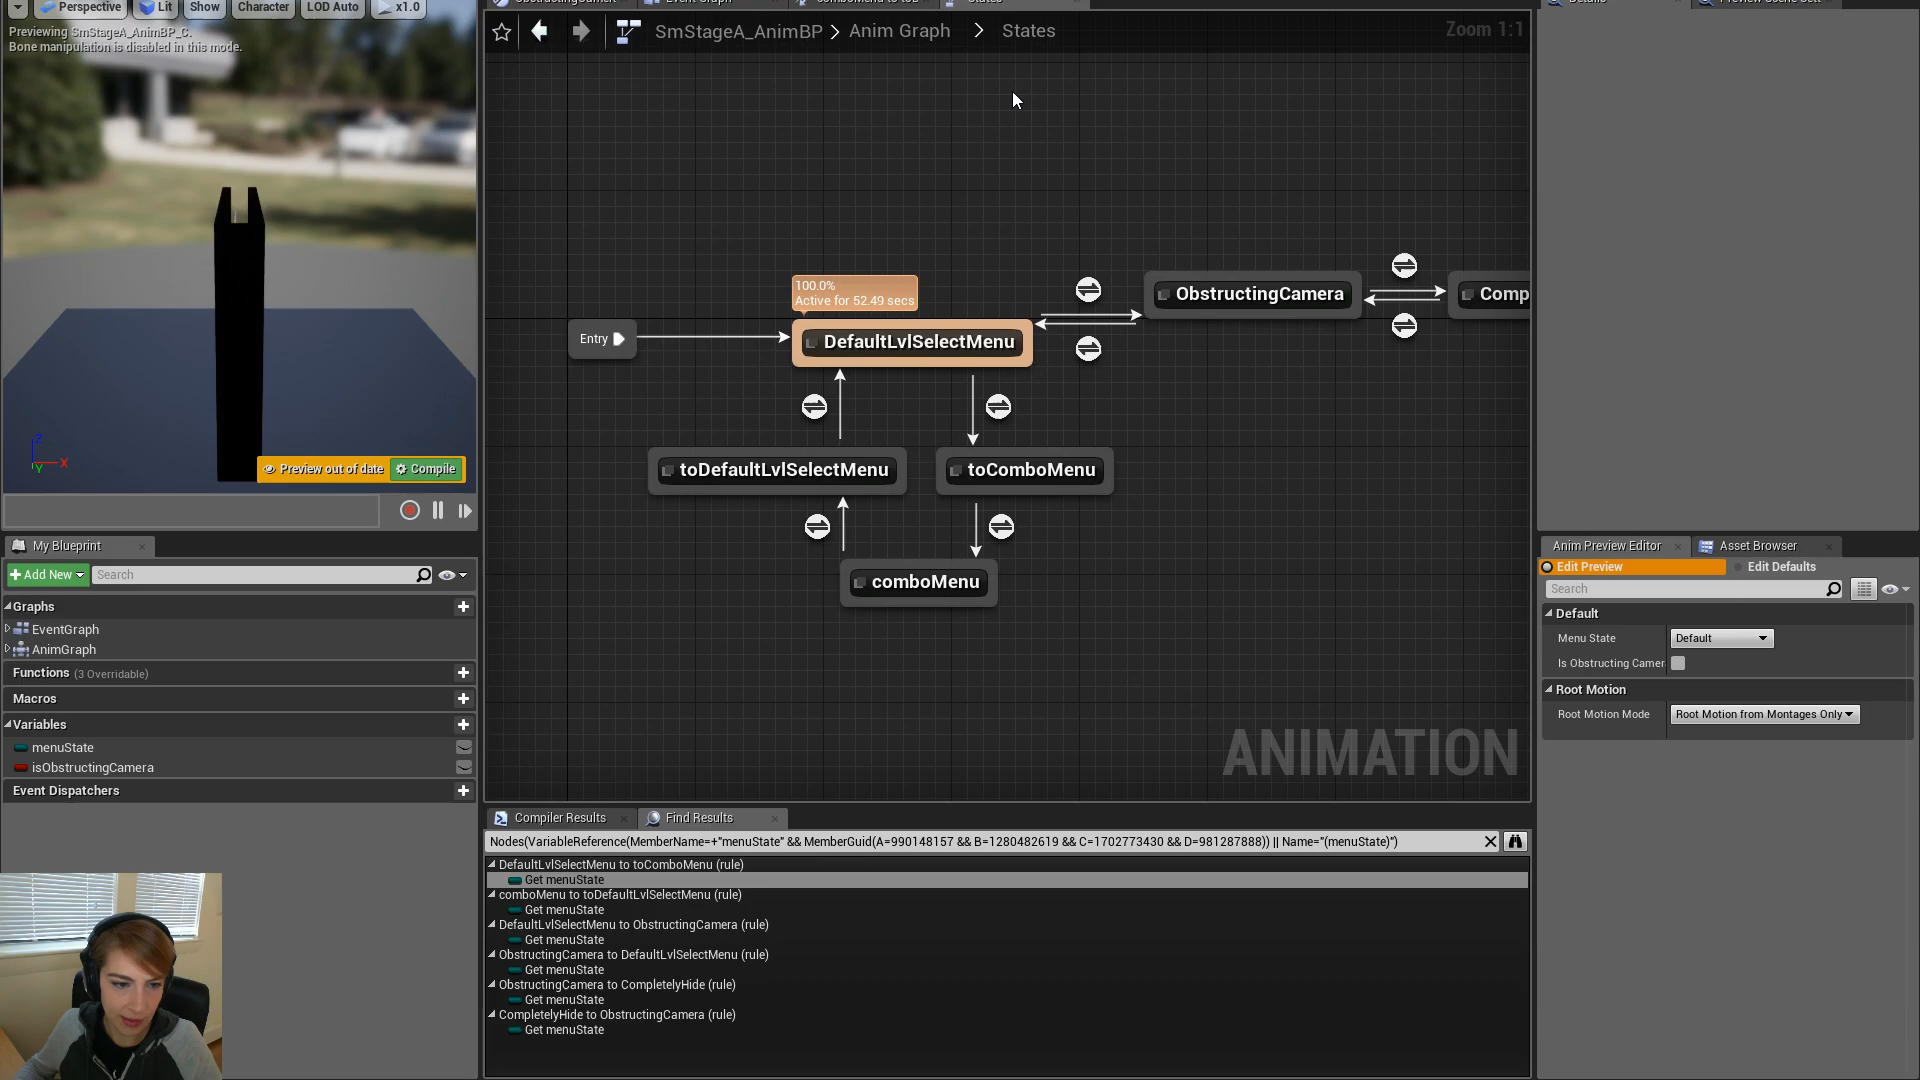 Perspective
Lit
Show
Character
LOD Auto
x1.0
Previewing SmStageA_AnimBP_C.
Bone manipulation is disabled in this mode.
SmStageA_AnimBP
Anim Graph
States
Zoom 1:1
100.0%
Active for 52.49 secs
Entry
DefaultLvlSelectMenu
ObstructingCamera
Comp
toDefaultLvlSelectMenu
toComboMenu
comboMenu
ANIMATION
Z
X
Y
Preview out of date
Compile
My Blueprint
Add New
Search
Graphs
EventGraph
AnimGraph
Functions (3 Overridable)
Macros
Variables
menuState
isObstructingCamera
Event Dispatchers
Compiler Results
Find Results
Nodes(VariableReference(MemberName=+"menuState" && MemberGuid(A=990148157 && B=1280482619 && C=1702773430 && D=981287888)) || Name="(menuState)")
DefaultLvlSelectMenu to toComboMenu (rule)
Get menuState
comboMenu to toDefaultLvlSelectMenu (rule)
Get menuState
DefaultLvlSelectMenu to ObstructingCamera (rule)
Get menuState
ObstructingCamera to DefaultLvlSelectMenu (rule)
Get menuState
ObstructingCamera to CompletelyHide (rule)
Get menuState
CompletelyHide to ObstructingCamera (rule)
Get menuState
Anim Preview Editor
Asset Browser
Edit Preview
Edit Defaults
Search
Default
Menu State
Default
Is Obstructing Camer
Root Motion
Root Motion Mode
Root Motion from Montages Only